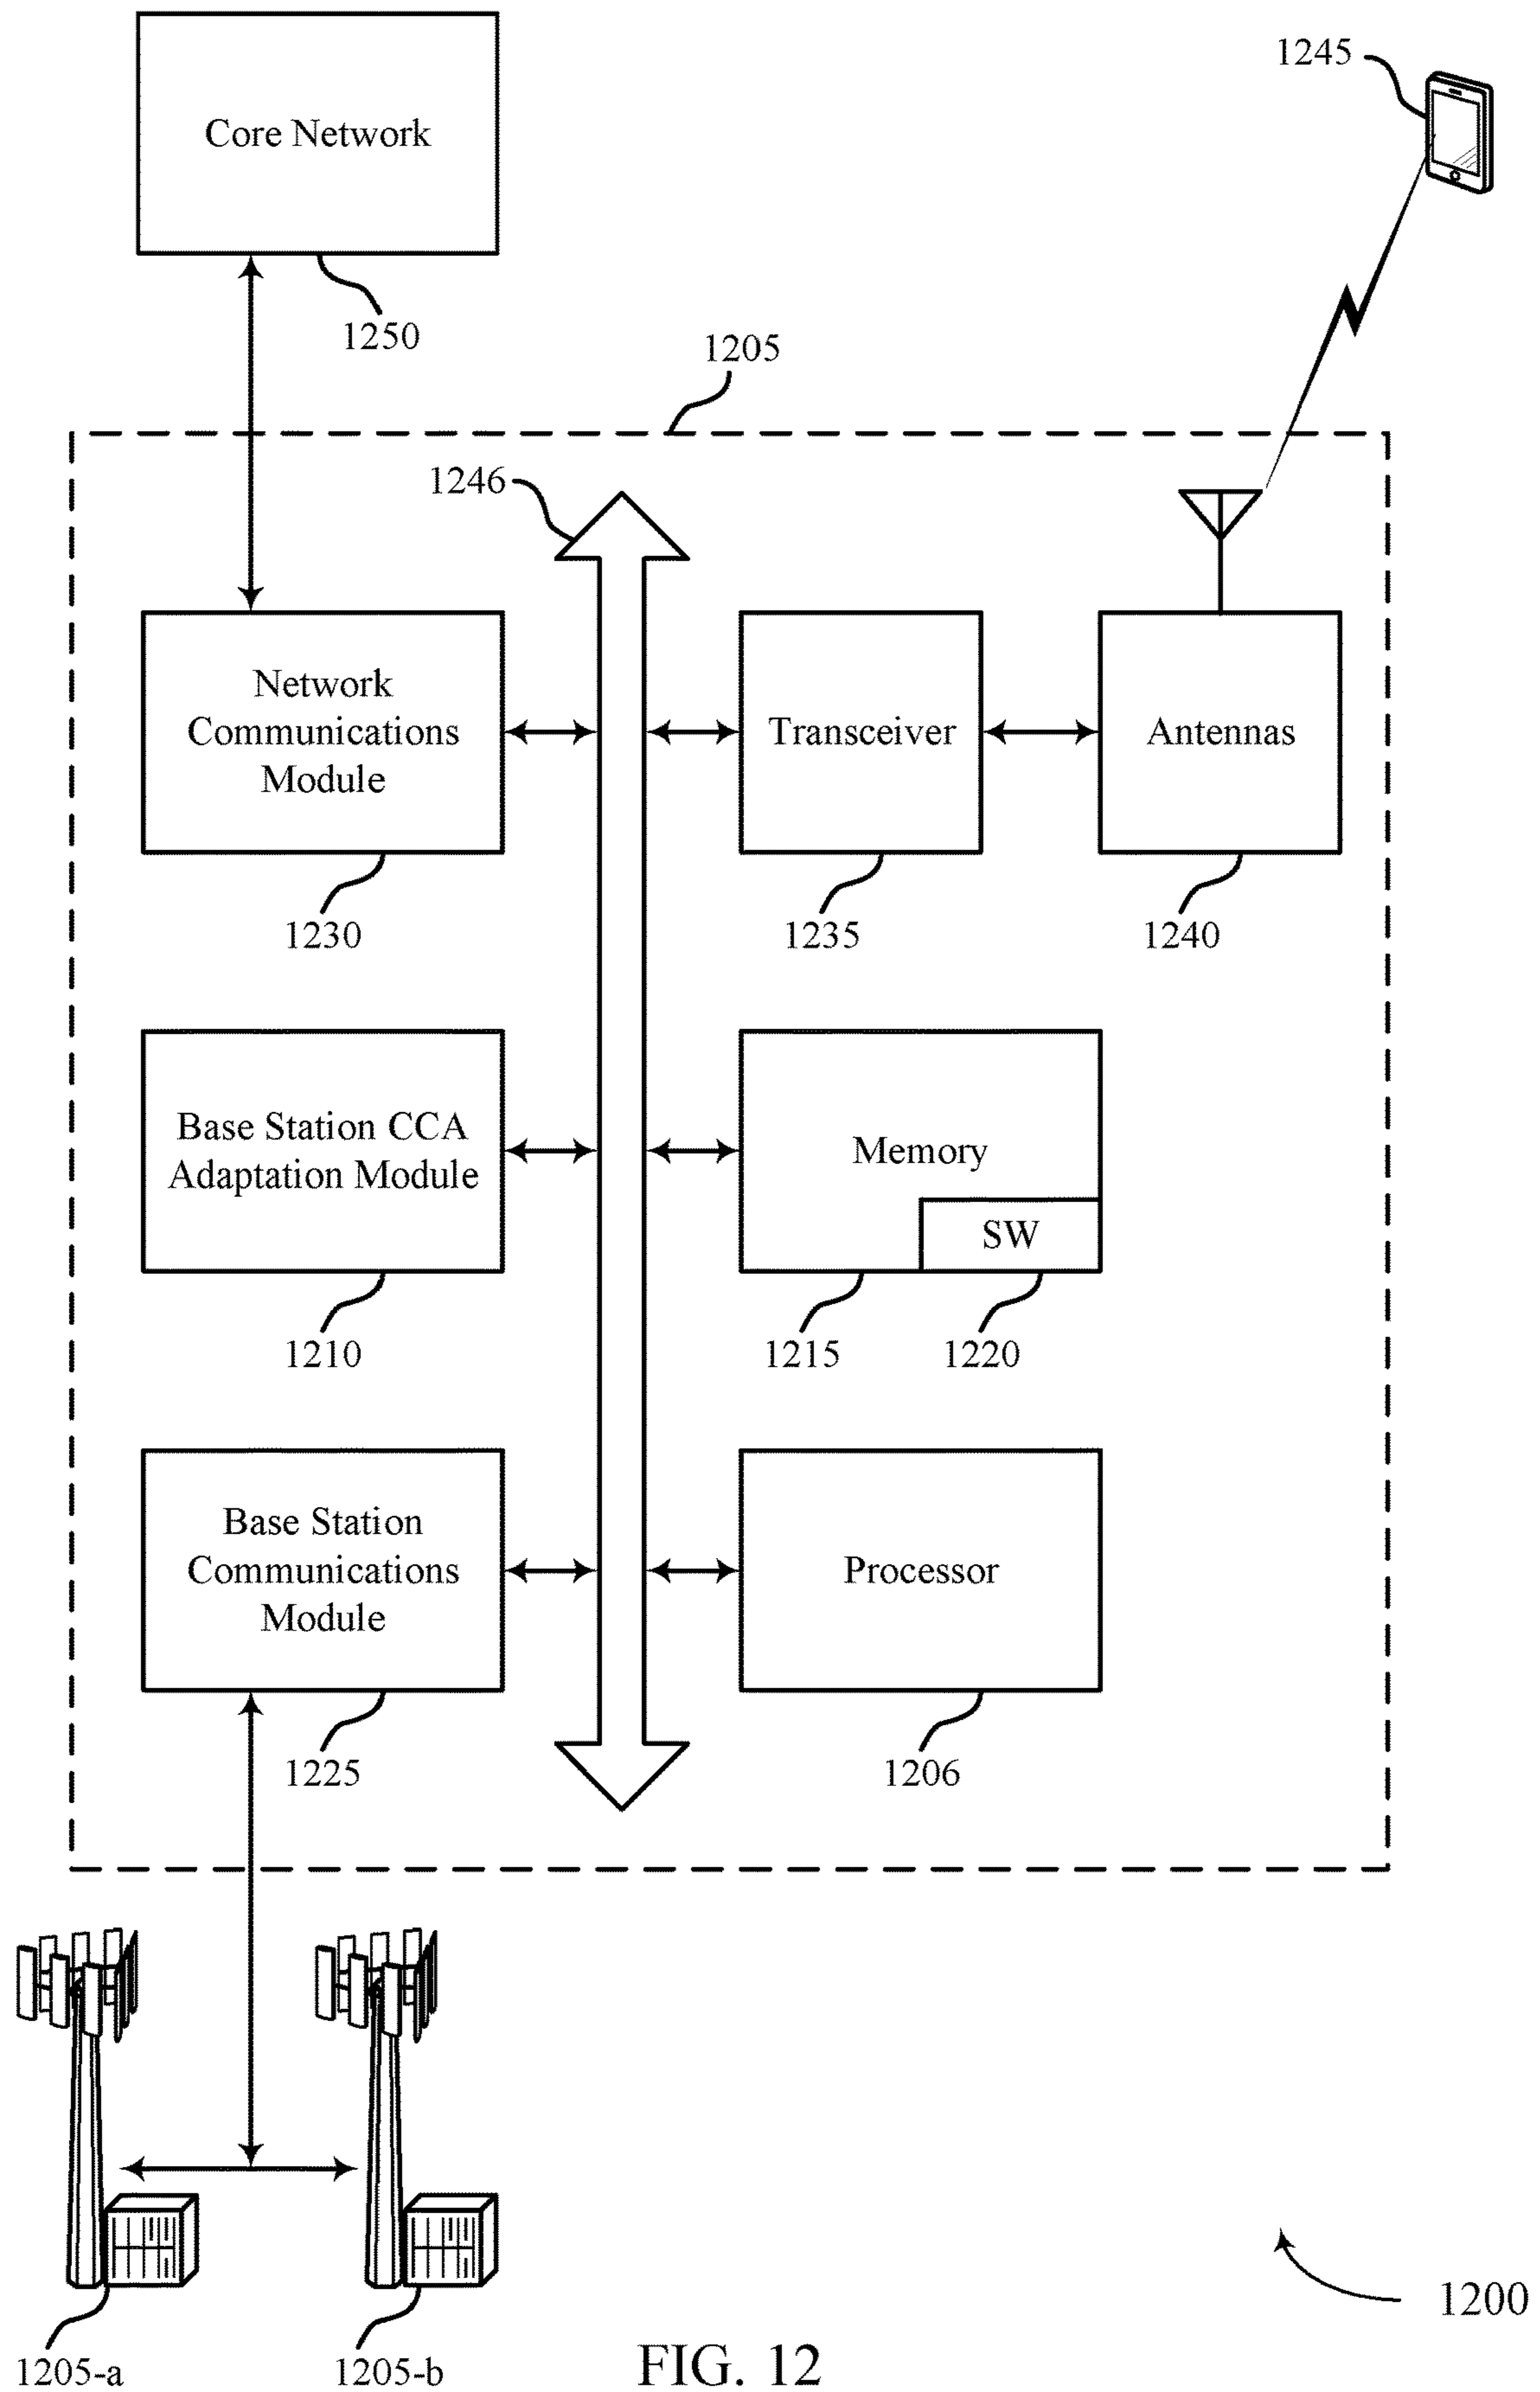 Core Network
1245
1250
1205
1246
Network
Communications
Module
Transceiver
Antennas
1230
1235
1240
Base Station CCA
Adaptation Module
Memory
SW
1210
1215
1220
Base Station
Communications
Module
Processor
1225
1206
1200
1205-a
1205-b
FIG. 12